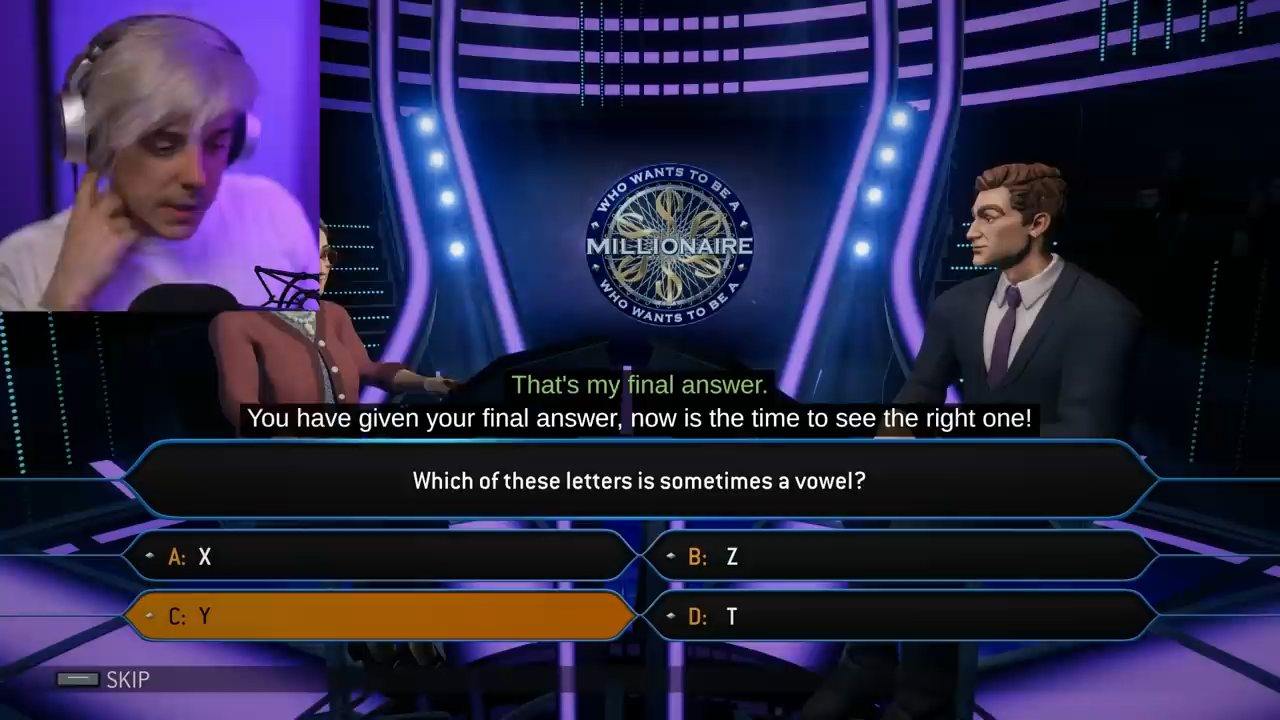 WHO WANTS TO BE A
MILLIONAIRE
WHO WANTS TO BE A
That's my final answer.
You have given your final answer, now is the time to see the right one!
Which of these letters is sometimes a vowel?
A: X
B: Z
C: Y
D: T
SKIP